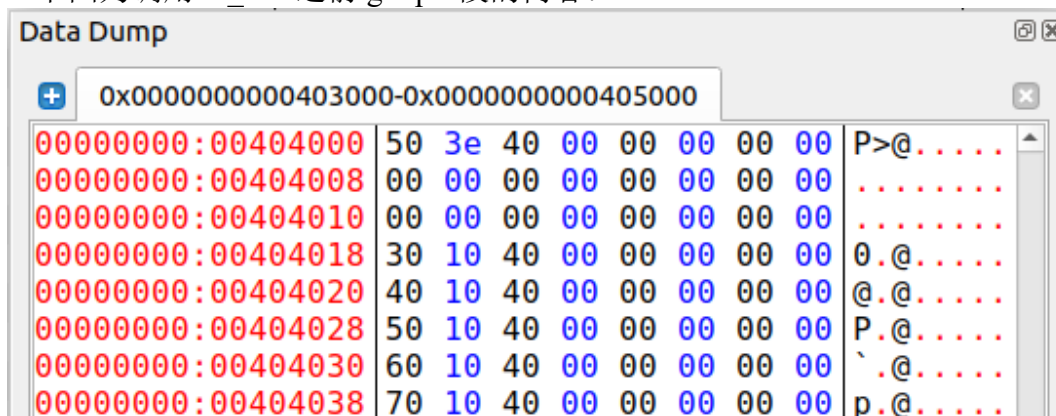 Data Dump
0x0000000000403000-0x0000000000405000
00000000:00404000 50 3e 40 00 00 00 00 00 P>@.....
00000000:00404008 00 00 00 00 00 00 00 00 ........
00000000:00404010 00 00 00 00 00 00 00 00 ........
00000000:00404018 30 10 40 00 00 00 00 00 0.@.....
00000000:00404020 40 10 40 00 00 00 00 00 @.@.....
00000000:00404028 50 10 40 00 00 00 00 00 P.@.....
00000000:00404030 60 10 40 00 00 00 00 00 `.@.....
00000000:00404038 70 10 40 00 00 00 00 00 p.@.....